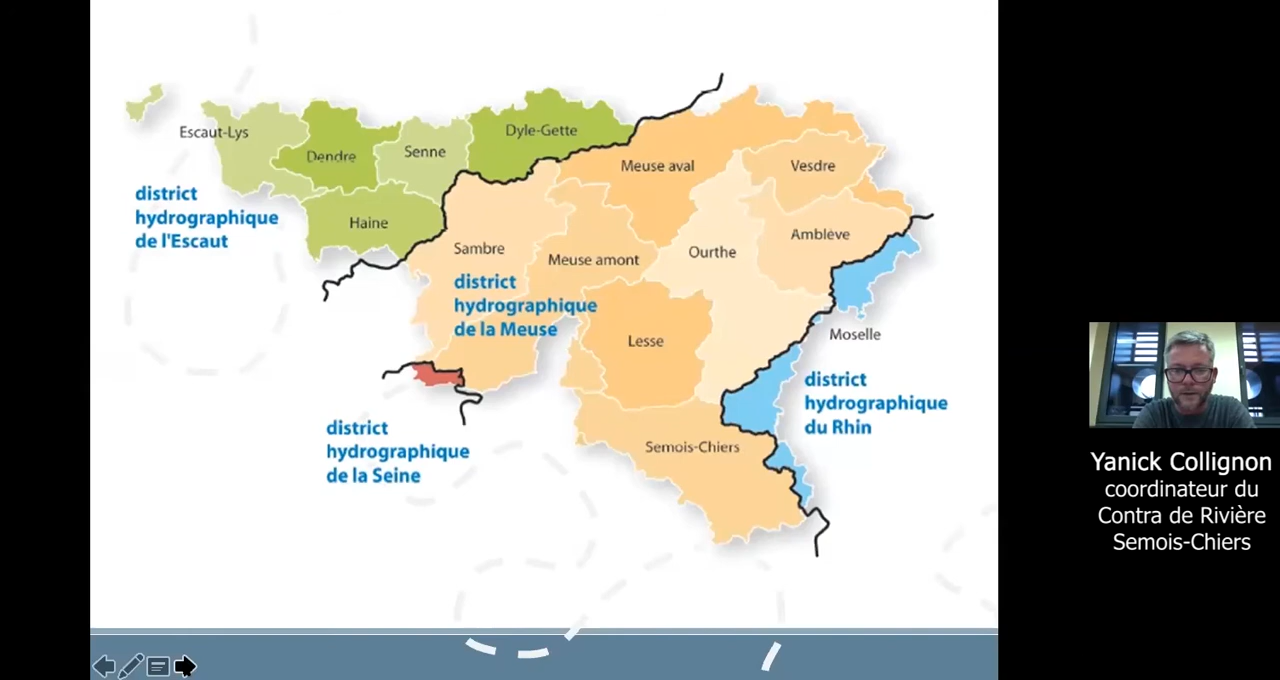 Escaut-Lys
Dendre
Senne
Dyle-Gette
Haine
district
hydrographique
de l'Escaut
Meuse aval
Vesdre
Amblève
Ourthe
Sambre
Meuse amont
district
hydrographique
de la Meuse
Lesse
Moselle
district
hydrographique
du Rhin
district
hydrographique
de la Seine
Semois-Chiers
Yanick Collignon
coordinateur du
Contra de Rivière
Semois-Chiers